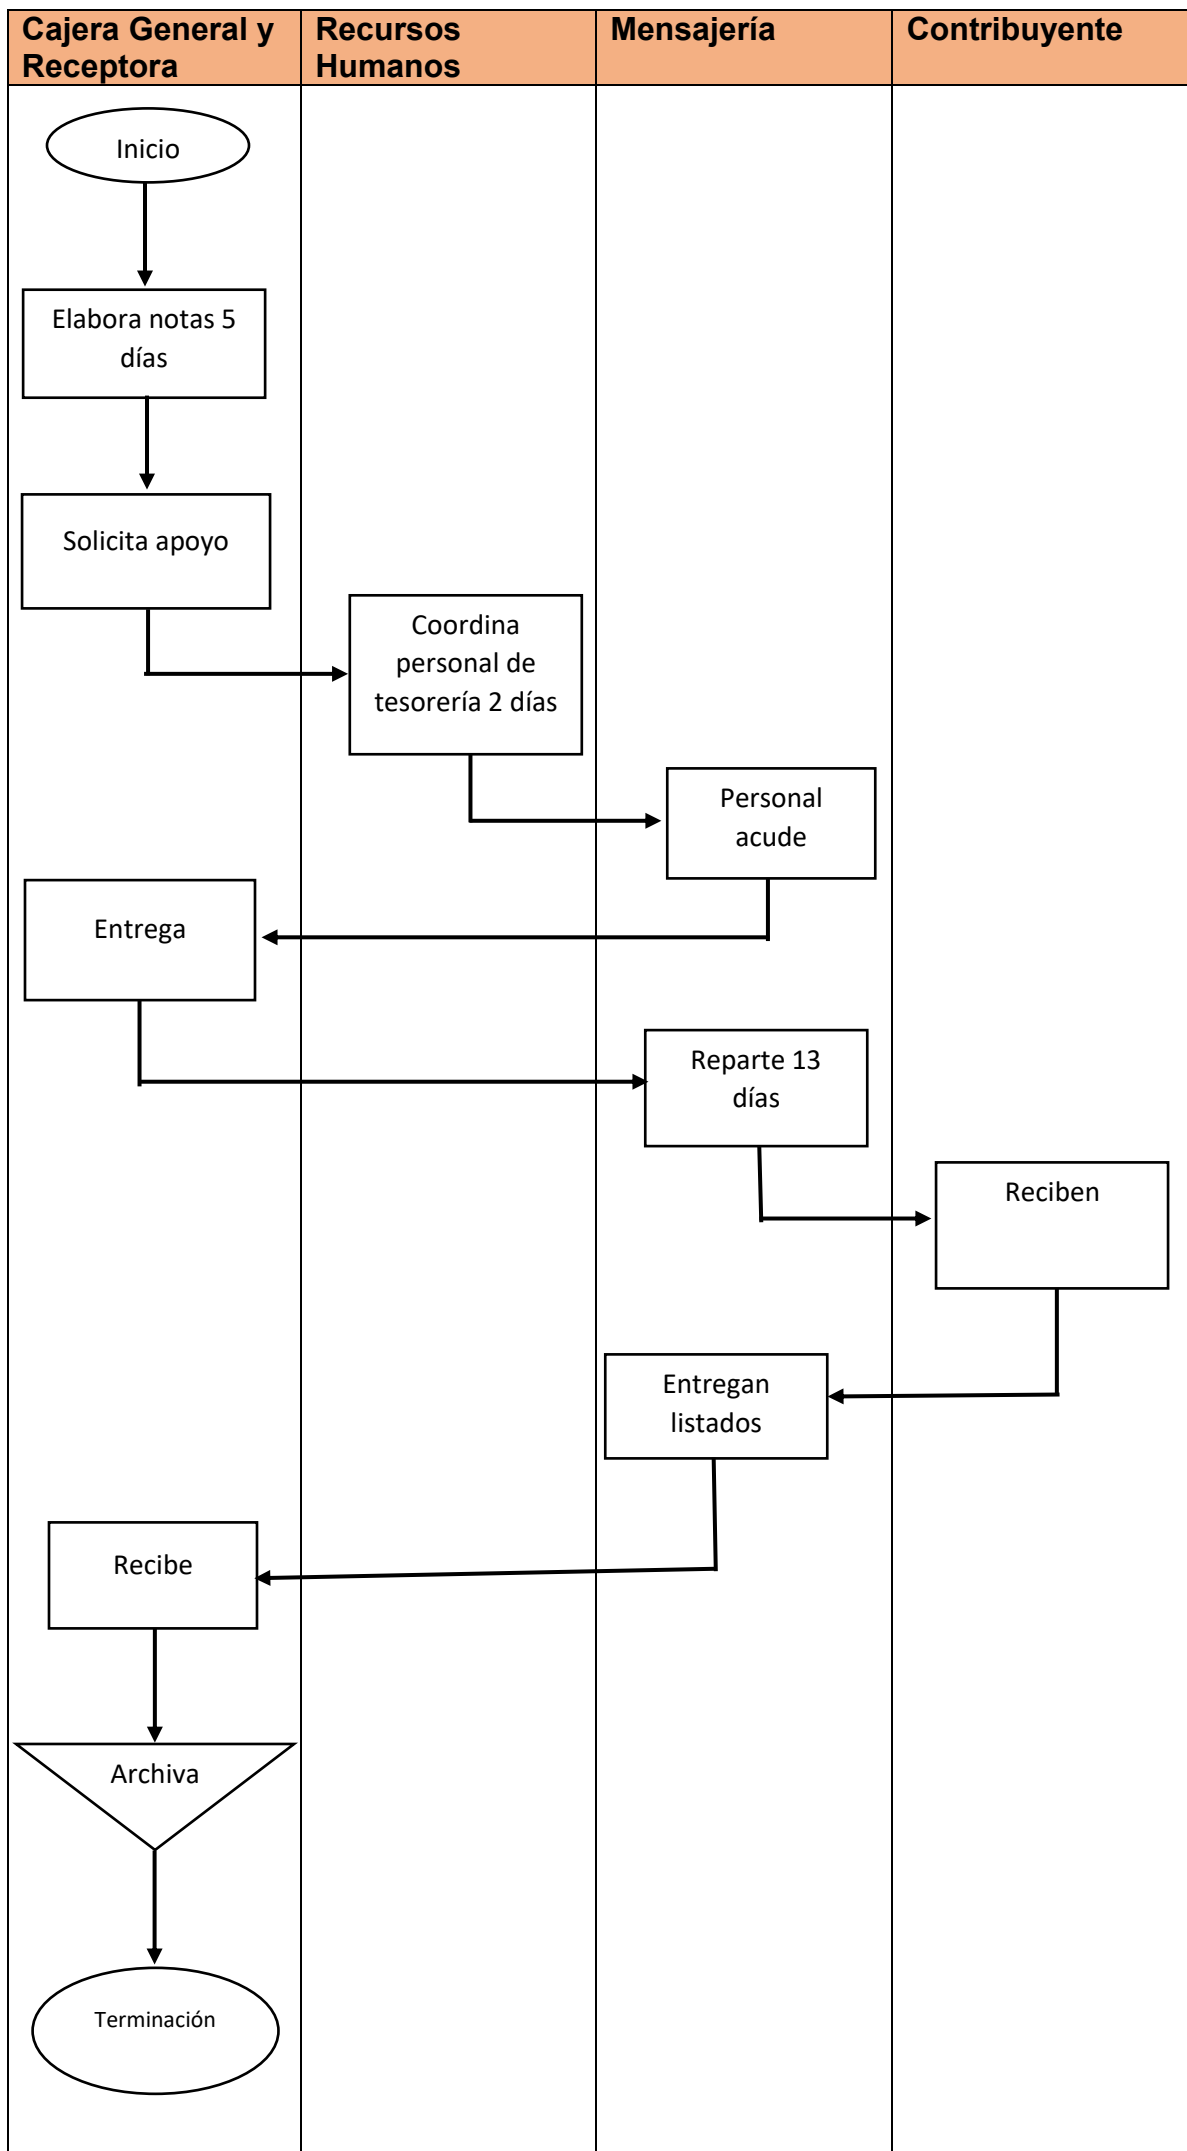 Cajera General y
Receptora
Recursos
Humanos
Mensajería
Contribuyente
Inicio
Elabora notas 5
días
Solicita apoyo
Coordina
personal de
tesorería 2 días
Personal
acude
Entrega
Reparte 13
días
Reciben
Entregan
listados
Recibe
Archiva
Terminación